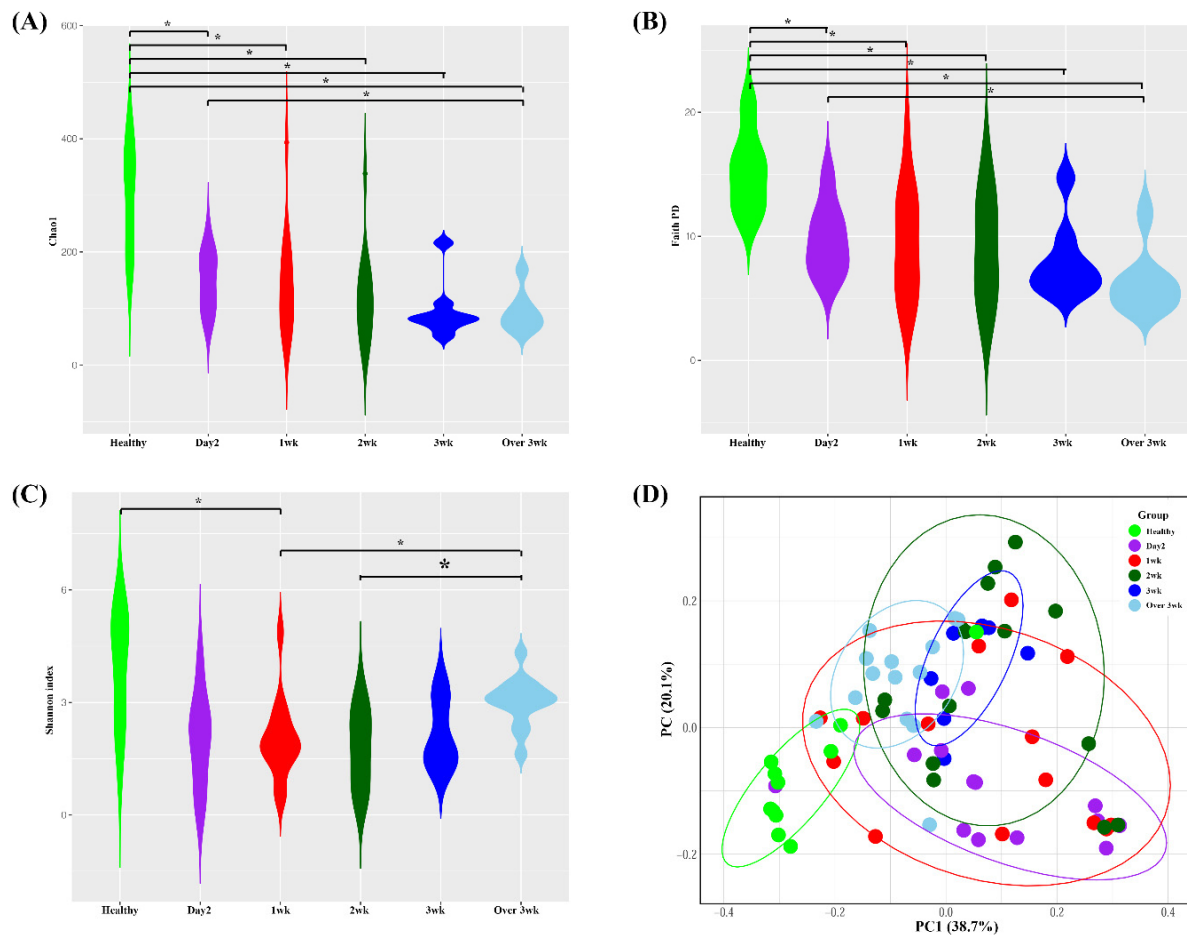 (A)
600
400
200
0
Chao1
* * * * * *
Healthy Day2 1wk 2wk 3wk Over 3wk
(B)
20
10
0
Faith PD
* * * * * *
Healthy Day2 1wk 2wk 3wk Over 3wk
(C)
6
3
0
Shannon index
* * *
Healthy Day2 1wk 2wk 3wk Over 3wk
(D)
Group
Healthy
Day2
1wk
2wk
3wk
Over 3wk
0.2
0.0
-0.2
PC (20.1%)
-0.4 -0.2 0.0 0.2 0.4
PC1 (38.7%)